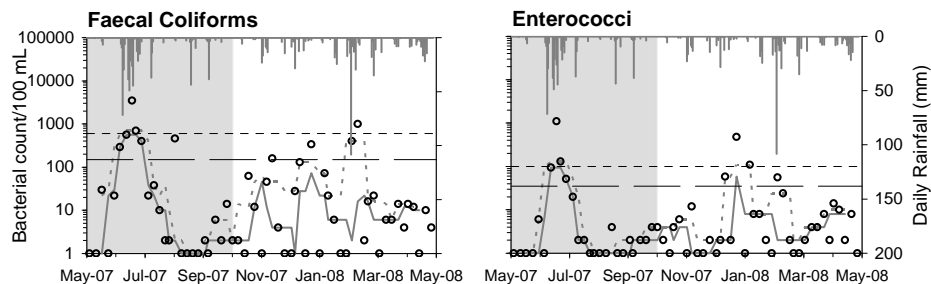 Faecal Coliforms
Enterococci
Bacterial count/100 mL
100000
10000
1000
100
10
1
May-07 Jul-07 Sep-07 Nov-07 Jan-08 Mar-08 May-08
May-07 Jul-07 Sep-07 Nov-07 Jan-08 Mar-08 May-08
0
50
100
150
200
Daily Rainfall (mm)